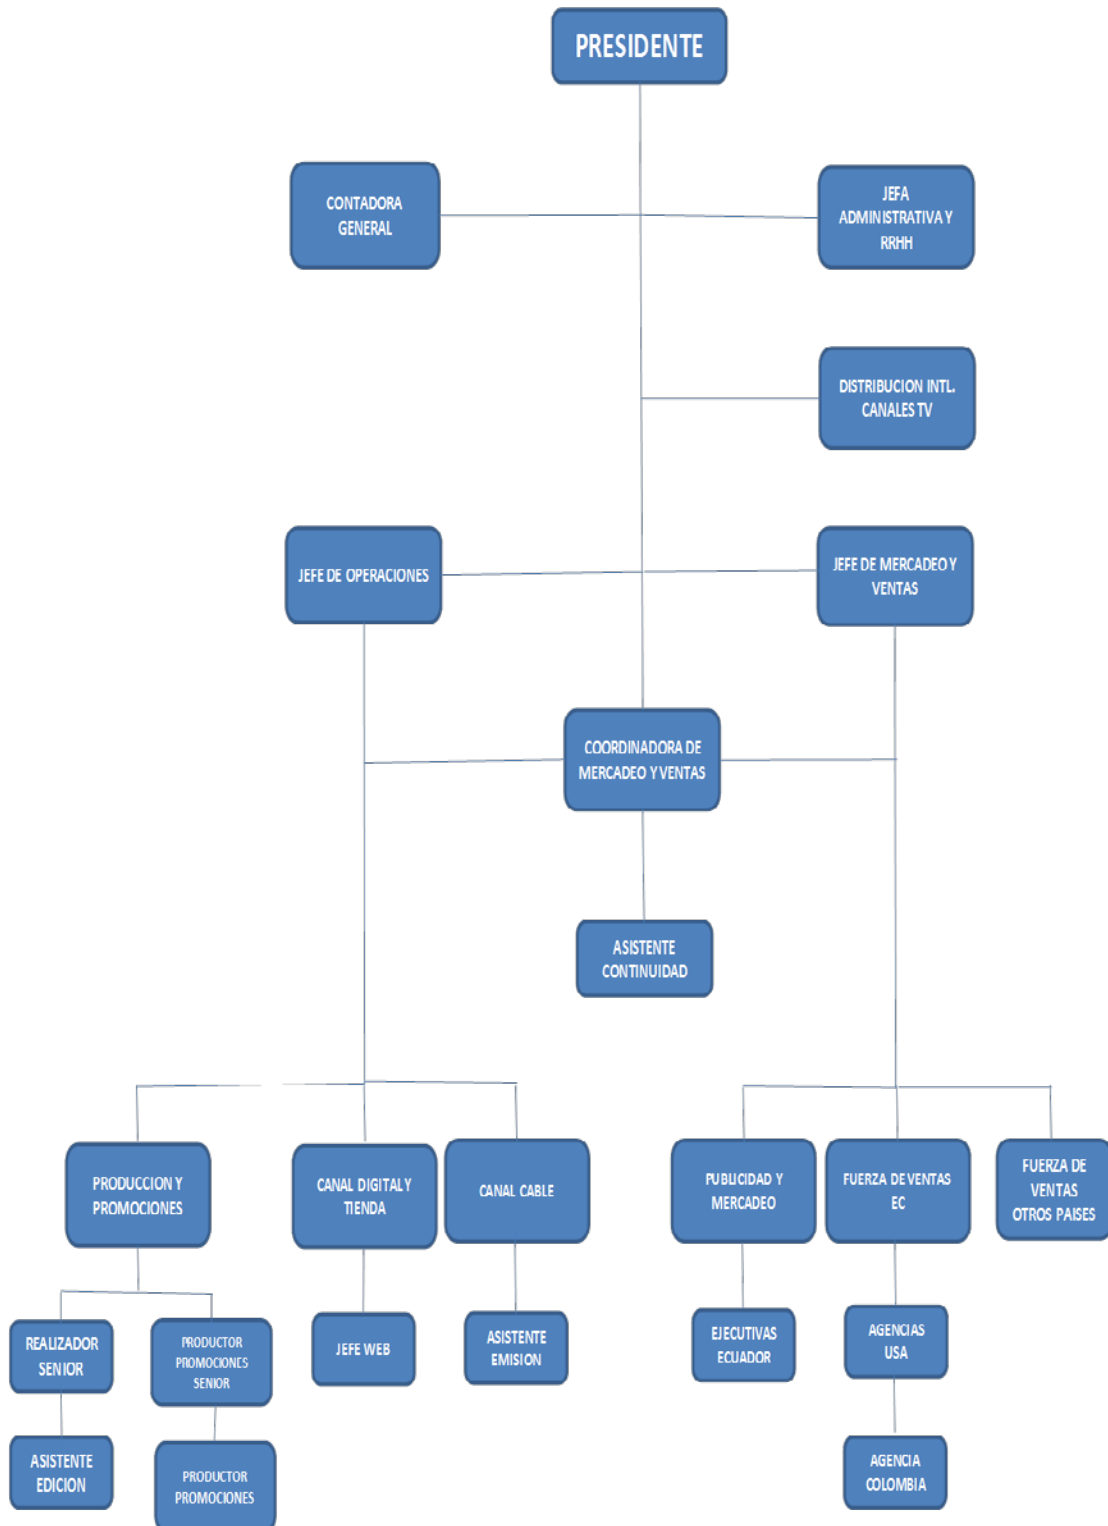 PRESIDENTE
CONTADORA
GENERAL
JEFA
ADMINISTRATIVA Y
RRHH
DISTRIBUCION INTL.
CANALES TV
JEFE DE OPERACIONES
JEFE DE MERCADEO Y
VENTAS
COORDINADORA DE
MERCADEO Y VENTAS
ASISTENTE
CONTINUIDAD
PRODUCCION Y
PROMOCIONES
CANAL DIGITAL Y
TIENDA
CANAL CABLE
PUBLICIDAD Y
MERCADEO
FUERZA DE VENTAS
EC
FUERZA DE
VENTAS
OTROS PAISES
REALIZADOR
SENIOR
PRODUCTOR
PROMOCIONES
SENIOR
JEFE WEB
ASISTENTE
EMISION
EJECUTIVAS
ECUADOR
AGENCIAS
USA
ASISTENTE
EDICION
PRODUCTOR
PROMOCIONES
AGENCIA
COLOMBIA